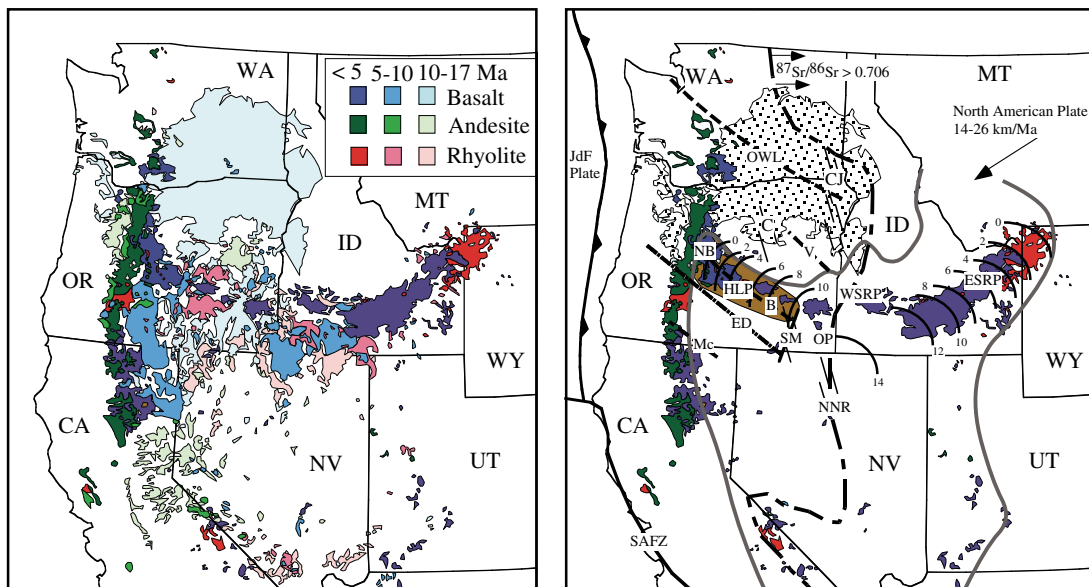 WA
< 5 5-10 10-17 Ma
Basalt
Andesite
Rhyolite
MT
ID
OR
WY
CA
NV
UT
WA
87Sr/86Sr > 0.706
MT
North American Plate
14-26 km/Ma
JdF
Plate
OWL
CJ
C
V
ID
NB
0
2
4
6
8
10
HLP
B
OR
ED
SM
OP
WSRP
ESRP
0
2
4
6
8
10
12
14
WY
Mc
NNR
CA
NV
UT
SAFZ